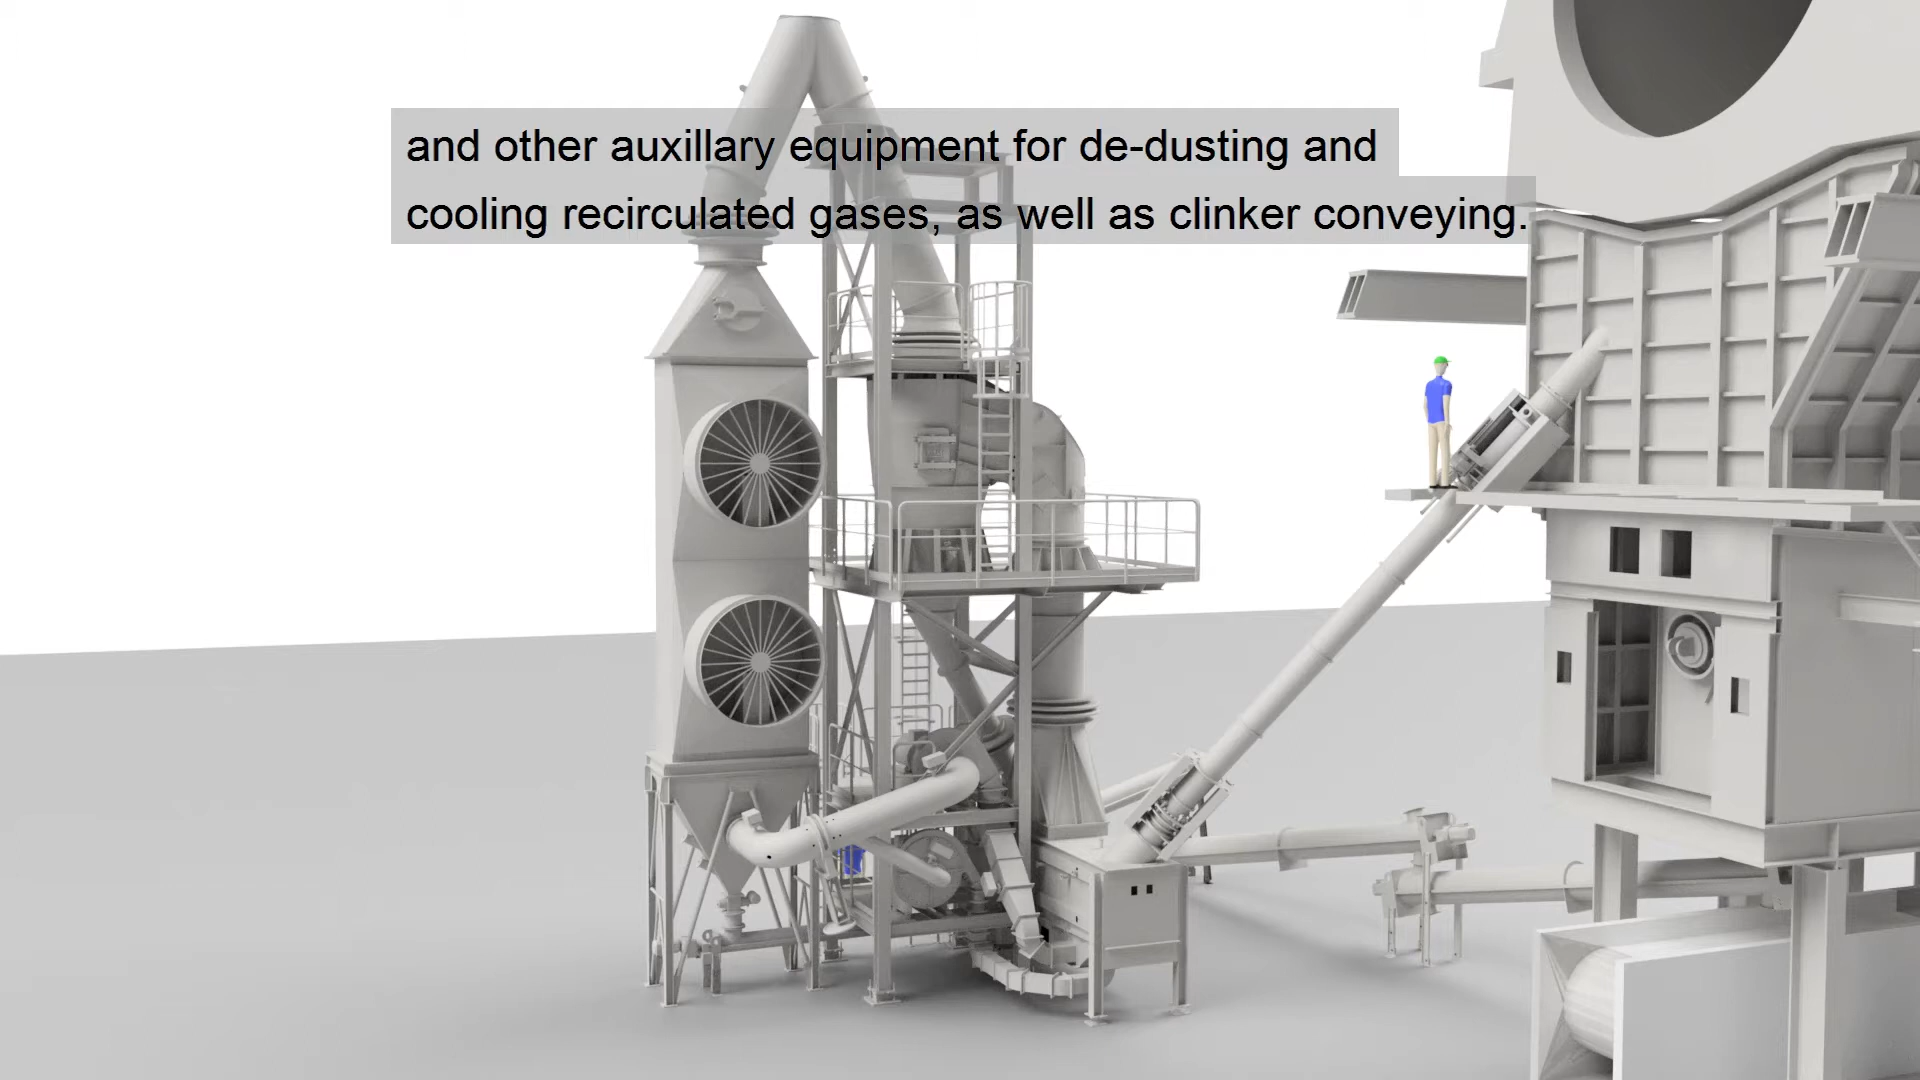 and other auxillary equipment for de-dusting and
cooling recirculated gases, as well as clinker conveying.